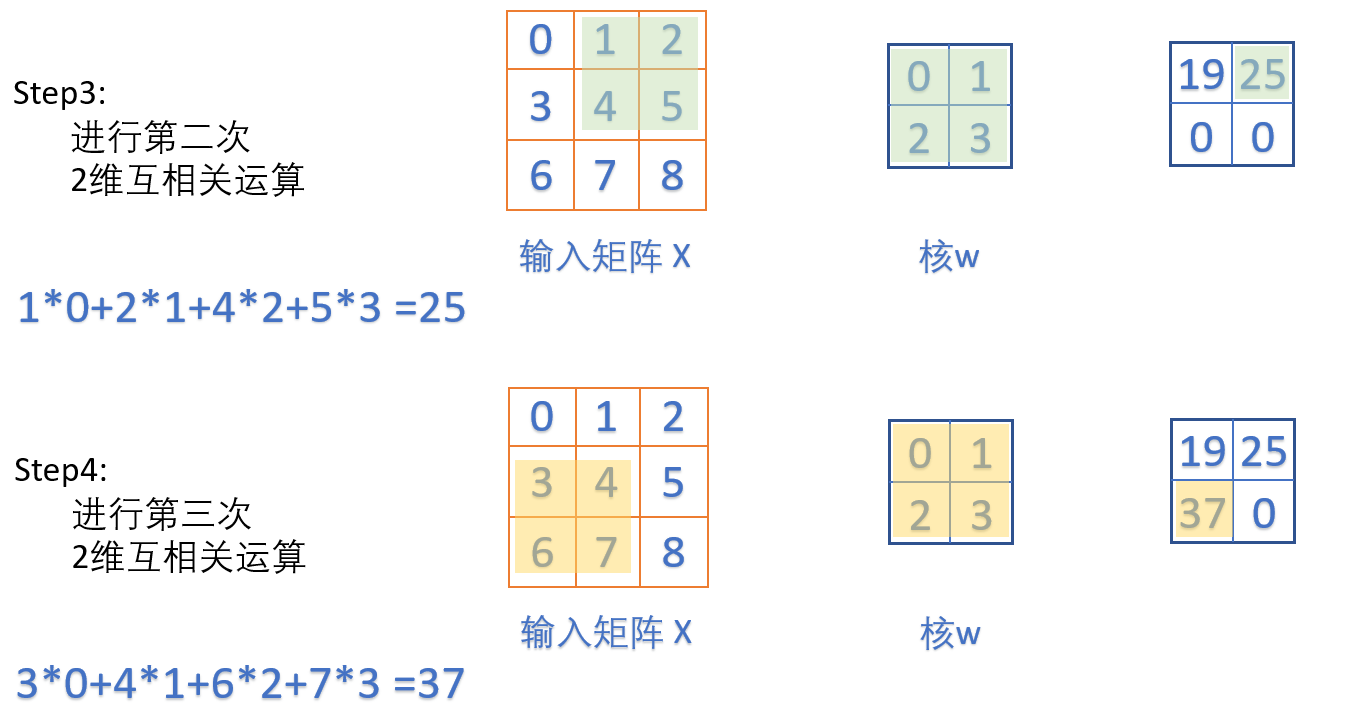 Step3:
进行第二次
2维互相关运算
0 1 2
3 4 5
6 7 8
输入矩阵 X
0 1
2 3
核w
19 25
0 0
1*0+2*1+4*2+5*3 =25
Step4:
进行第三次
2维互相关运算
0 1 2
3 4 5
6 7 8
输入矩阵 X
0 1
2 3
核w
19 25
37 0
3*0+4*1+6*2+7*3 =37